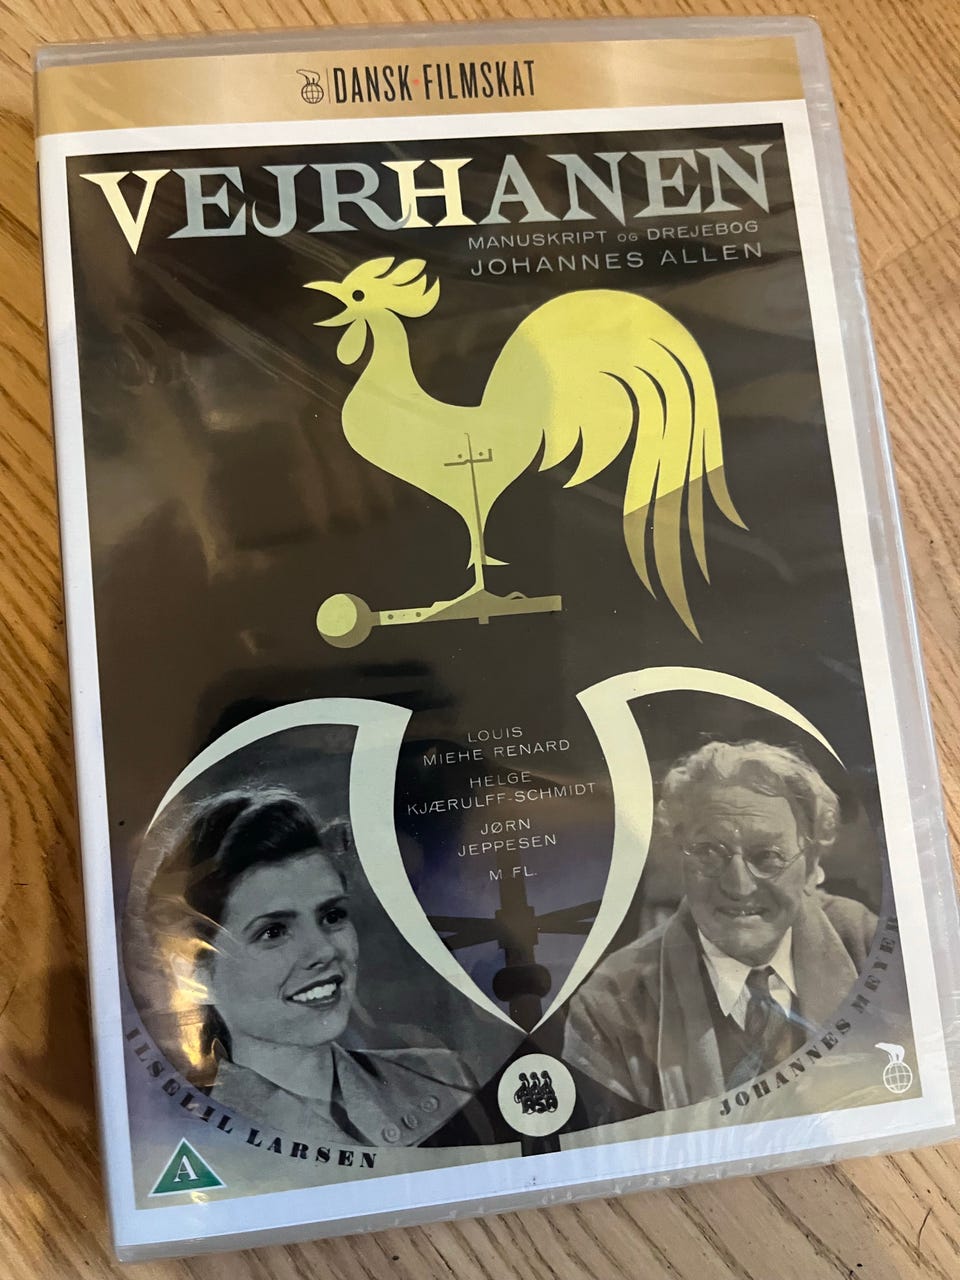 DANSK·FILMSKAT
VEJRHANEN
MANUSKRIPT OG DREJEBOG
JOHANNES ALLEN
LOUIS
MIEHE RENARD
HELGE
KJÆRULFF-SCHMIDT
JØRN
JEPPESEN
M FL.
ILSELIL LARSEN
JOHANNES MEYER
ASA
A